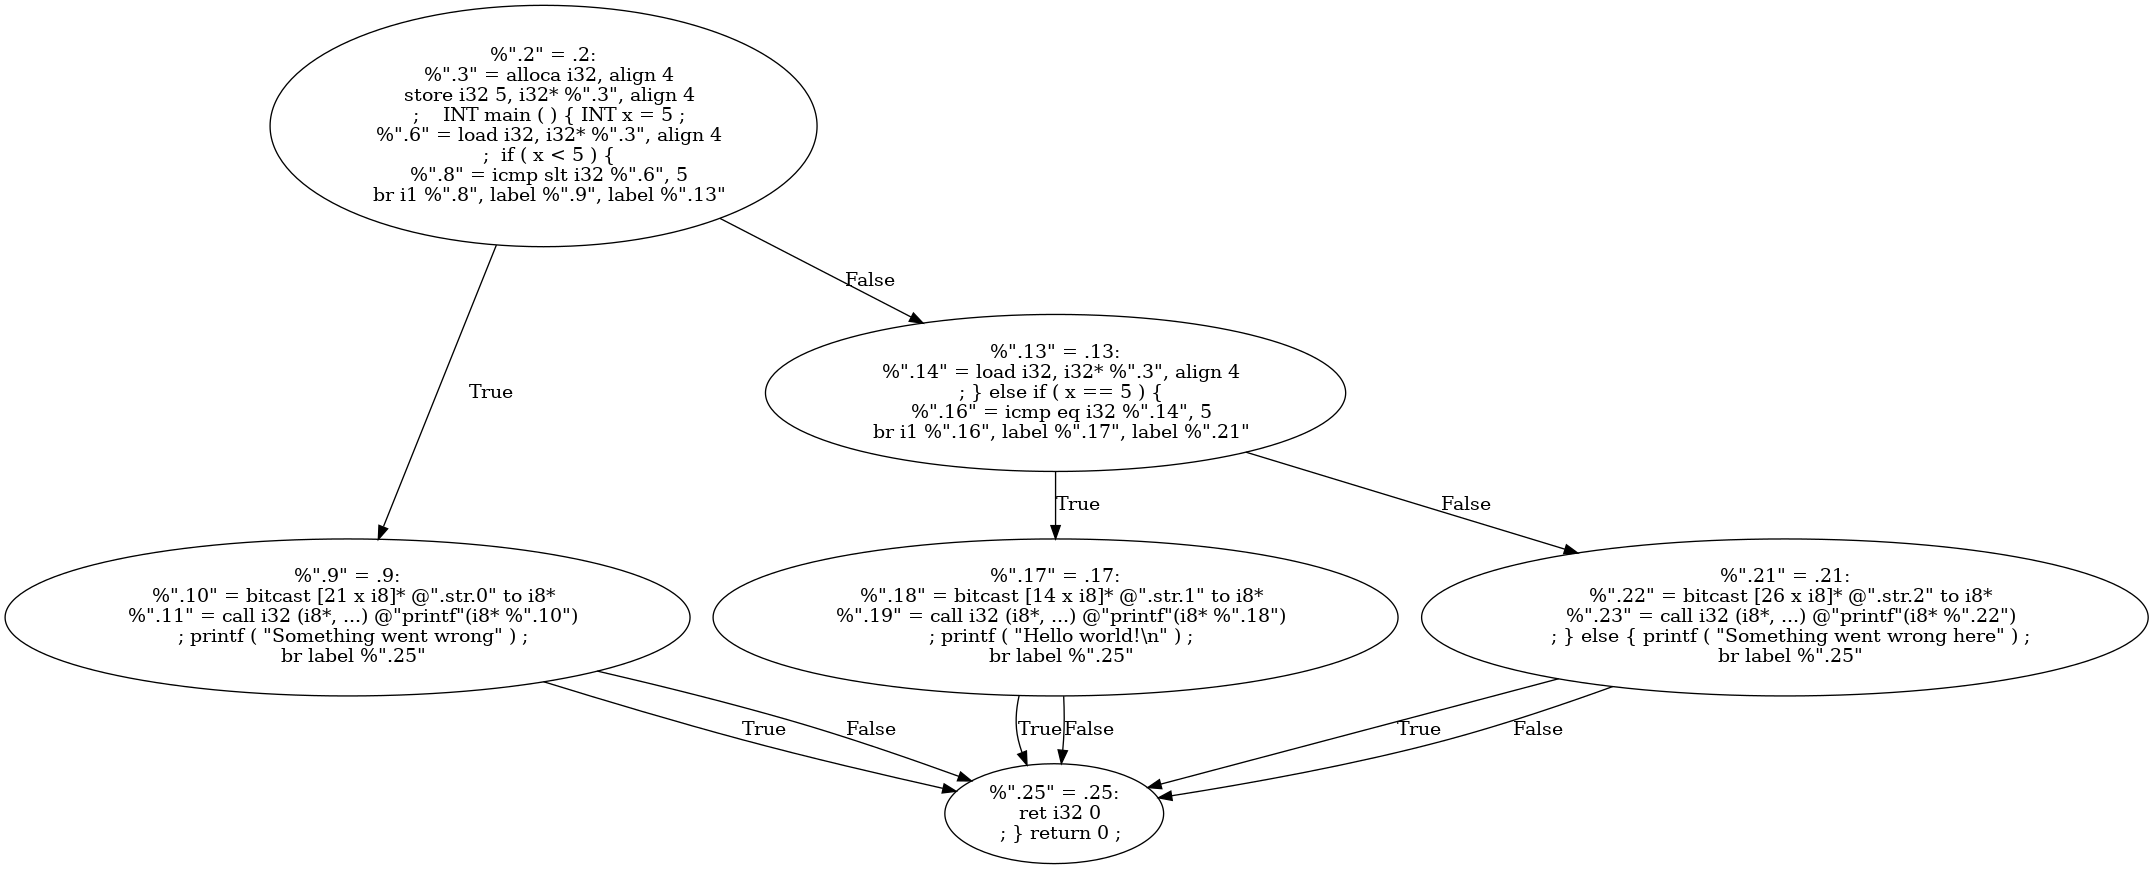 %".2" = .2:
%".3" = alloca i32, align 4
store i32 5, i32* %".3", align 4
;    INT main ( ) { INT x = 5 ;
%".6" = load i32, i32* %".3", align 4
;  if ( x < 5 ) {
%".8" = icmp slt i32 %".6", 5
br i1 %".8", label %".9", label %".13"
False
True
%".13" = .13:
%".14" = load i32, i32* %".3", align 4
; } else if ( x == 5 ) {
%".16" = icmp eq i32 %".14", 5
br i1 %".16", label %".17", label %".21"
True
False
%".9" = .9:
%".10" = bitcast [21 x i8]* @".str.0" to i8*
%".11" = call i32 (i8*, ...) @"printf"(i8* %".10")
; printf ( "Something went wrong" ) ;
br label %".25"
%".17" = .17:
%".18" = bitcast [14 x i8]* @".str.1" to i8*
%".19" = call i32 (i8*, ...) @"printf"(i8* %".18")
; printf ( "Hello world!\n" ) ;
br label %".25"
%".21" = .21:
%".22" = bitcast [26 x i8]* @".str.2" to i8*
%".23" = call i32 (i8*, ...) @"printf"(i8* %".22")
; } else { printf ( "Something went wrong here" ) ;
br label %".25"
True
False
True
False
True
False
%".25" = .25:
ret i32 0
; } return 0 ;